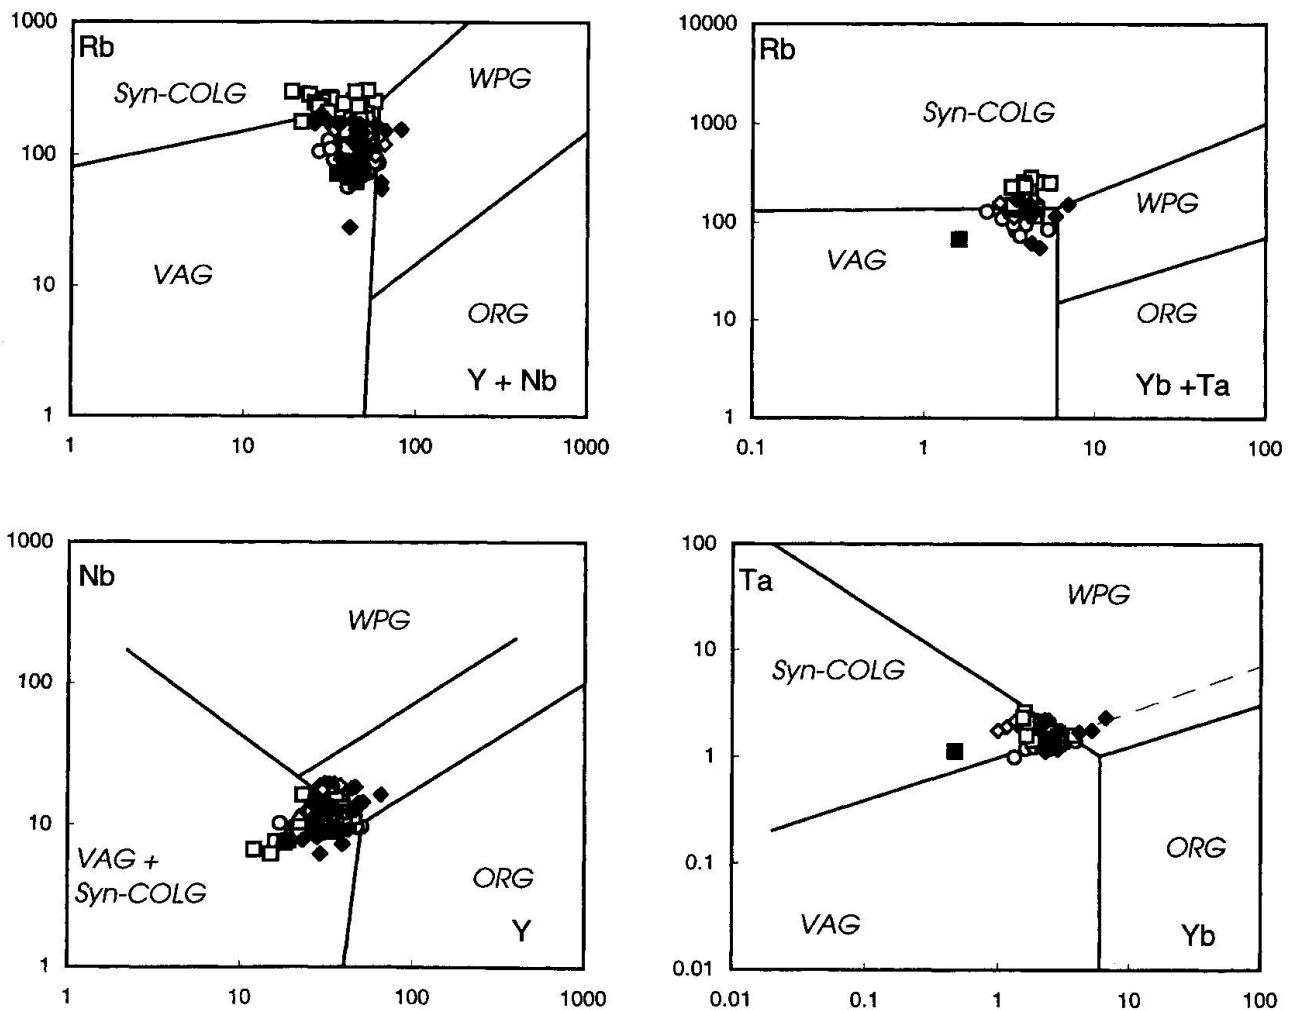 1000
Rb
Syn-COLG
WPG
100
VAG
10
ORG
Y + Nb
1
1
10
100
1000
10000
Rb
Syn-COLG
1000
WPG
100
VAG
10
ORG
Yb +Ta
1
0.1
1
10
100
1000
Nb
WPG
100
10
VAG +
Syn-COLG
ORG
Y
1
1
10
100
1000
100
Ta
WPG
10
Syn-COLG
1
0.1
ORG
VAG
Yb
0.01
0.01
0.1
1
10
100